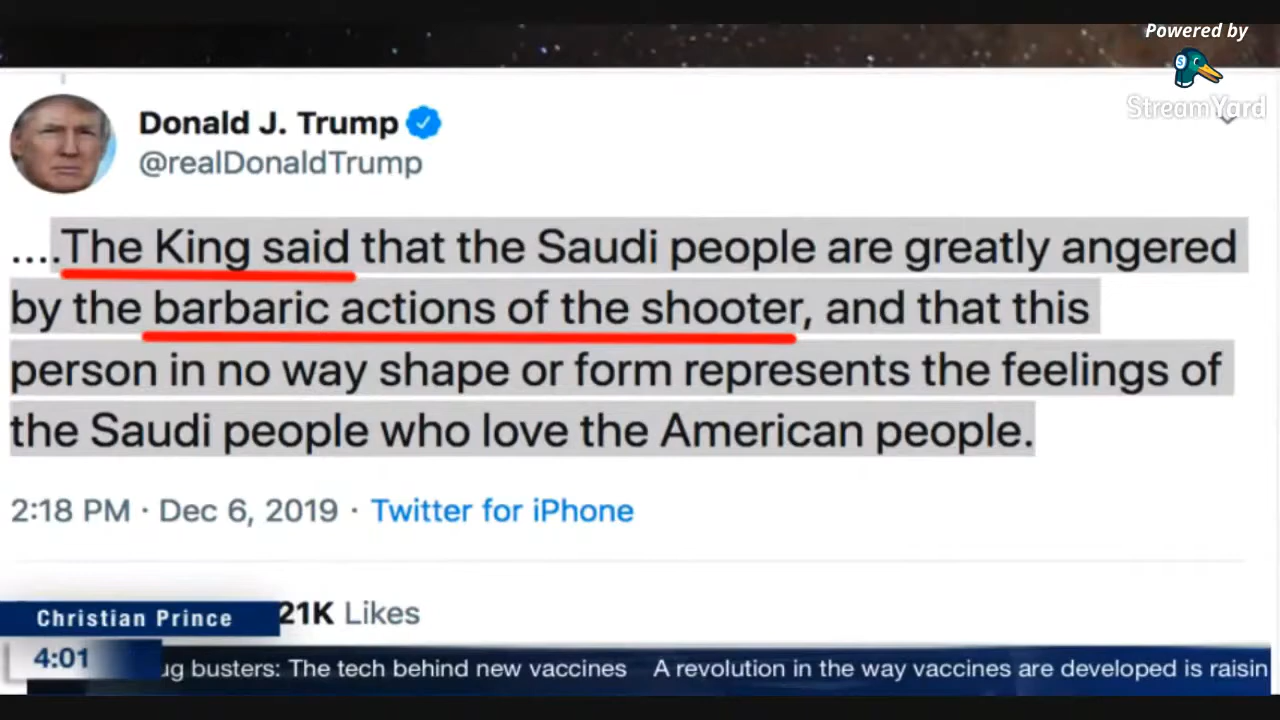 Powered by
StreamYard
Donald J. Trump
@realDonaldTrump
....The King said that the Saudi people are greatly angered
by the barbaric actions of the shooter, and that this
person in no way shape or form represents the feelings of
the Saudi people who love the American people.
2:18 PM · Dec 6, 2019 · Twitter for iPhone
21K Likes
Christian Prince
4:01
ug busters: The tech behind new vaccines A revolution in the way vaccines are developed is raisin